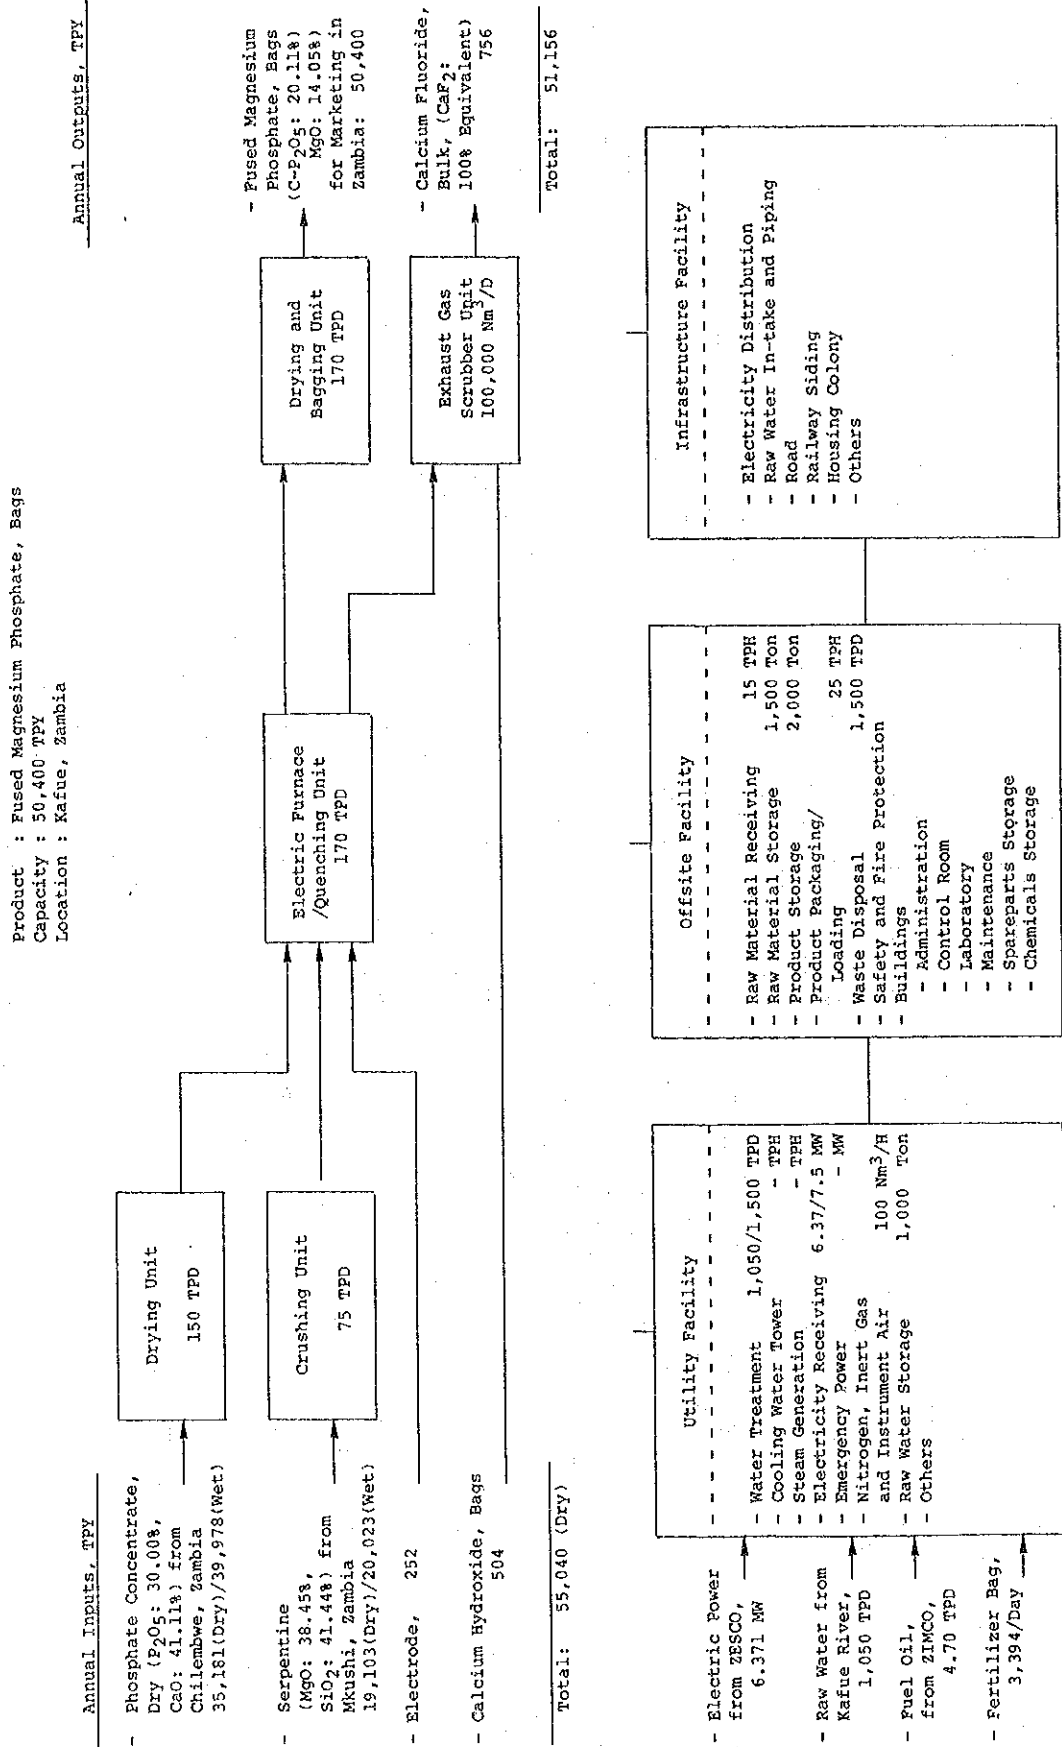 Product : Fused Magnesium Phosphate, Bags
Capacity : 50,400 TPY
Location : Kafue, Zambia
Annual Inputs, TPY
- Phosphate Concentrate,
Dry (P2O5: 30.00%,
CaO: 41.11%) from
Chilembwe, Zambia
35,181(Dry)/39,978(Wet)
- Serpentine
(MgO: 38.45%,
SiO2: 41.44%) from
Mkushi, Zambia
19,103(Dry)/20,023(Wet)
- Electrode, 252
- Calcium Hydroxide, Bags
504
Total: 55,040 (Dry)
Drying Unit
150 TPD
Crushing Unit
75 TPD
Electric Furnace
/Quenching Unit
170 TPD
Drying and
Bagging Unit
170 TPD
Exhaust Gas
Scrubber Unit
100,000 Nm3/D
Annual Outputs, TPY
- Fused Magnesium
Phosphate, Bags
(C-P2O5: 20.11%)
MgO: 14.05%)
for Marketing in
Zambia: 50,400
- Calcium Fluoride,
Bulk, (CaF2:
100% Equivalent)
756
Total: 51,156
- Electric Power
from ZESCO,
6.371 MW
- Raw Water from
Kafue River,
1,050 TPD
- Fuel Oil,
from ZIMCO,
4.70 TPD
- Fertilizer Bag,
3,394/Day
Utility Facility
- Water Treatment 1,050/1,500 TPD
- Cooling Water Tower - TPH
- Steam Generation - TPH
- Electricity Receiving 6.37/7.5 MW
- Emergency Power - MW
- Nitrogen, Inert Gas
and Instrument Air 100 Nm3/H
- Raw Water Storage 1,000 Ton
- Others
Offsite Facility
- Raw Material Receiving 15 TPH
- Raw Material Storage 1,500 Ton
- Product Storage 2,000 Ton
- Product Packaging/
Loading 25 TPH
- Waste Disposal 1,500 TPD
- Safety and Fire Protection
- Buildings
- Administration
- Control Room
- Laboratory
- Maintenance
- Spareparts Storage
- Chemicals Storage
Infrastructure Facility
- Electricity Distribution
- Raw Water In-take and Piping
- Road
- Railway Siding
- Housing Colony
- Others